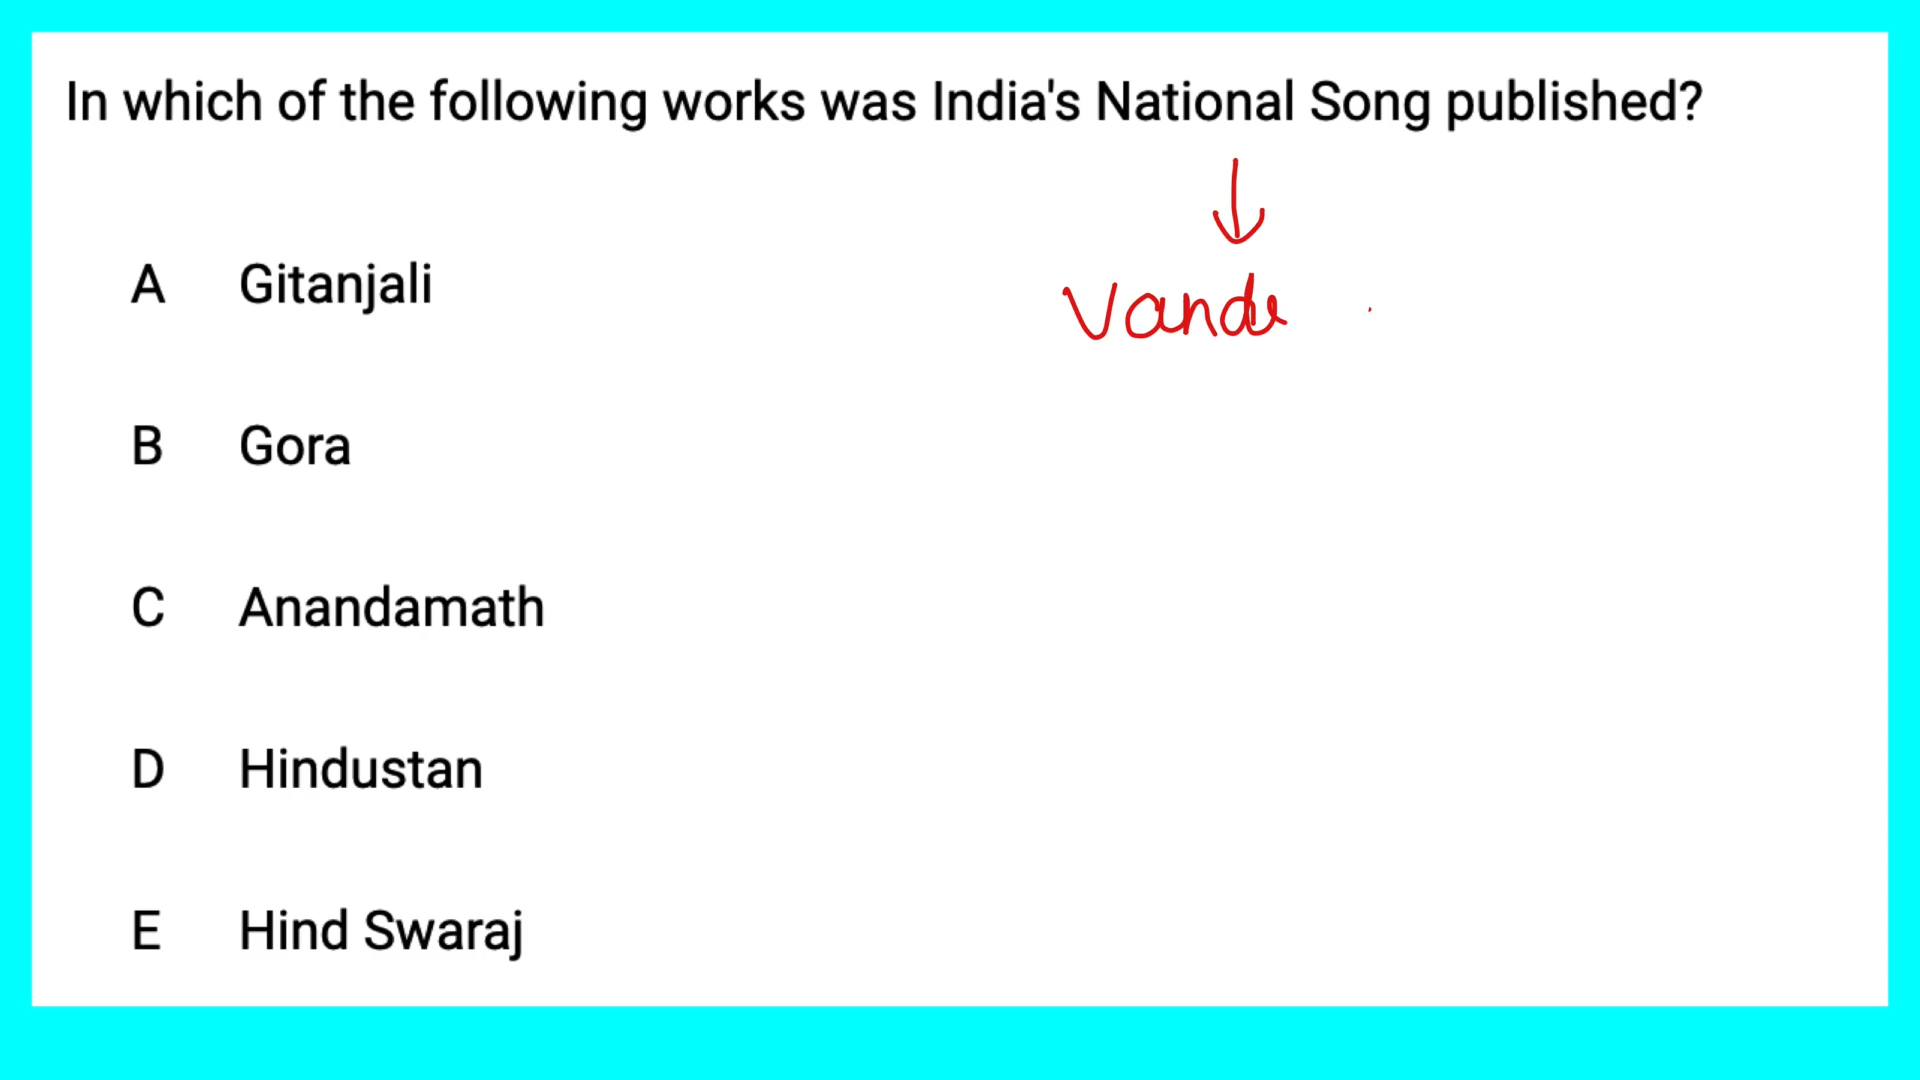 In which of the following works was India's National Song published?
Vande
A Gitanjali
B Gora
C Anandamath
D Hindustan
E Hind Swaraj